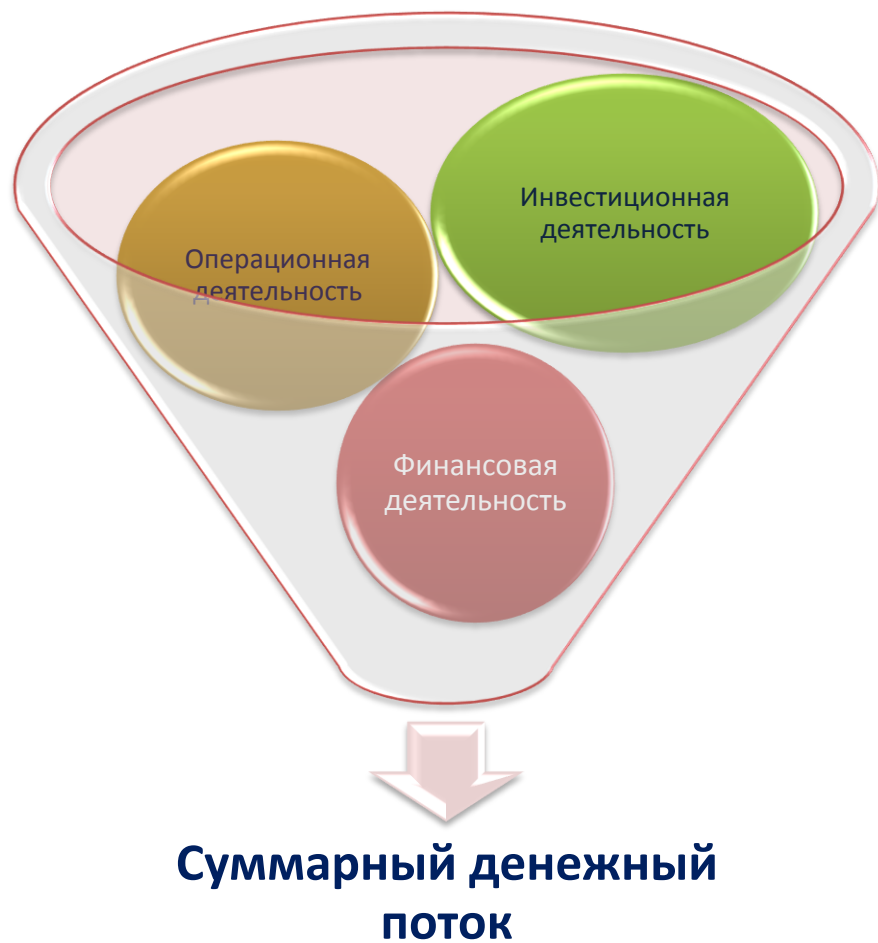 Инвестиционная
деятельность
Операционная
деятельность
Финансовая
деятельность
Суммарный денежный
поток